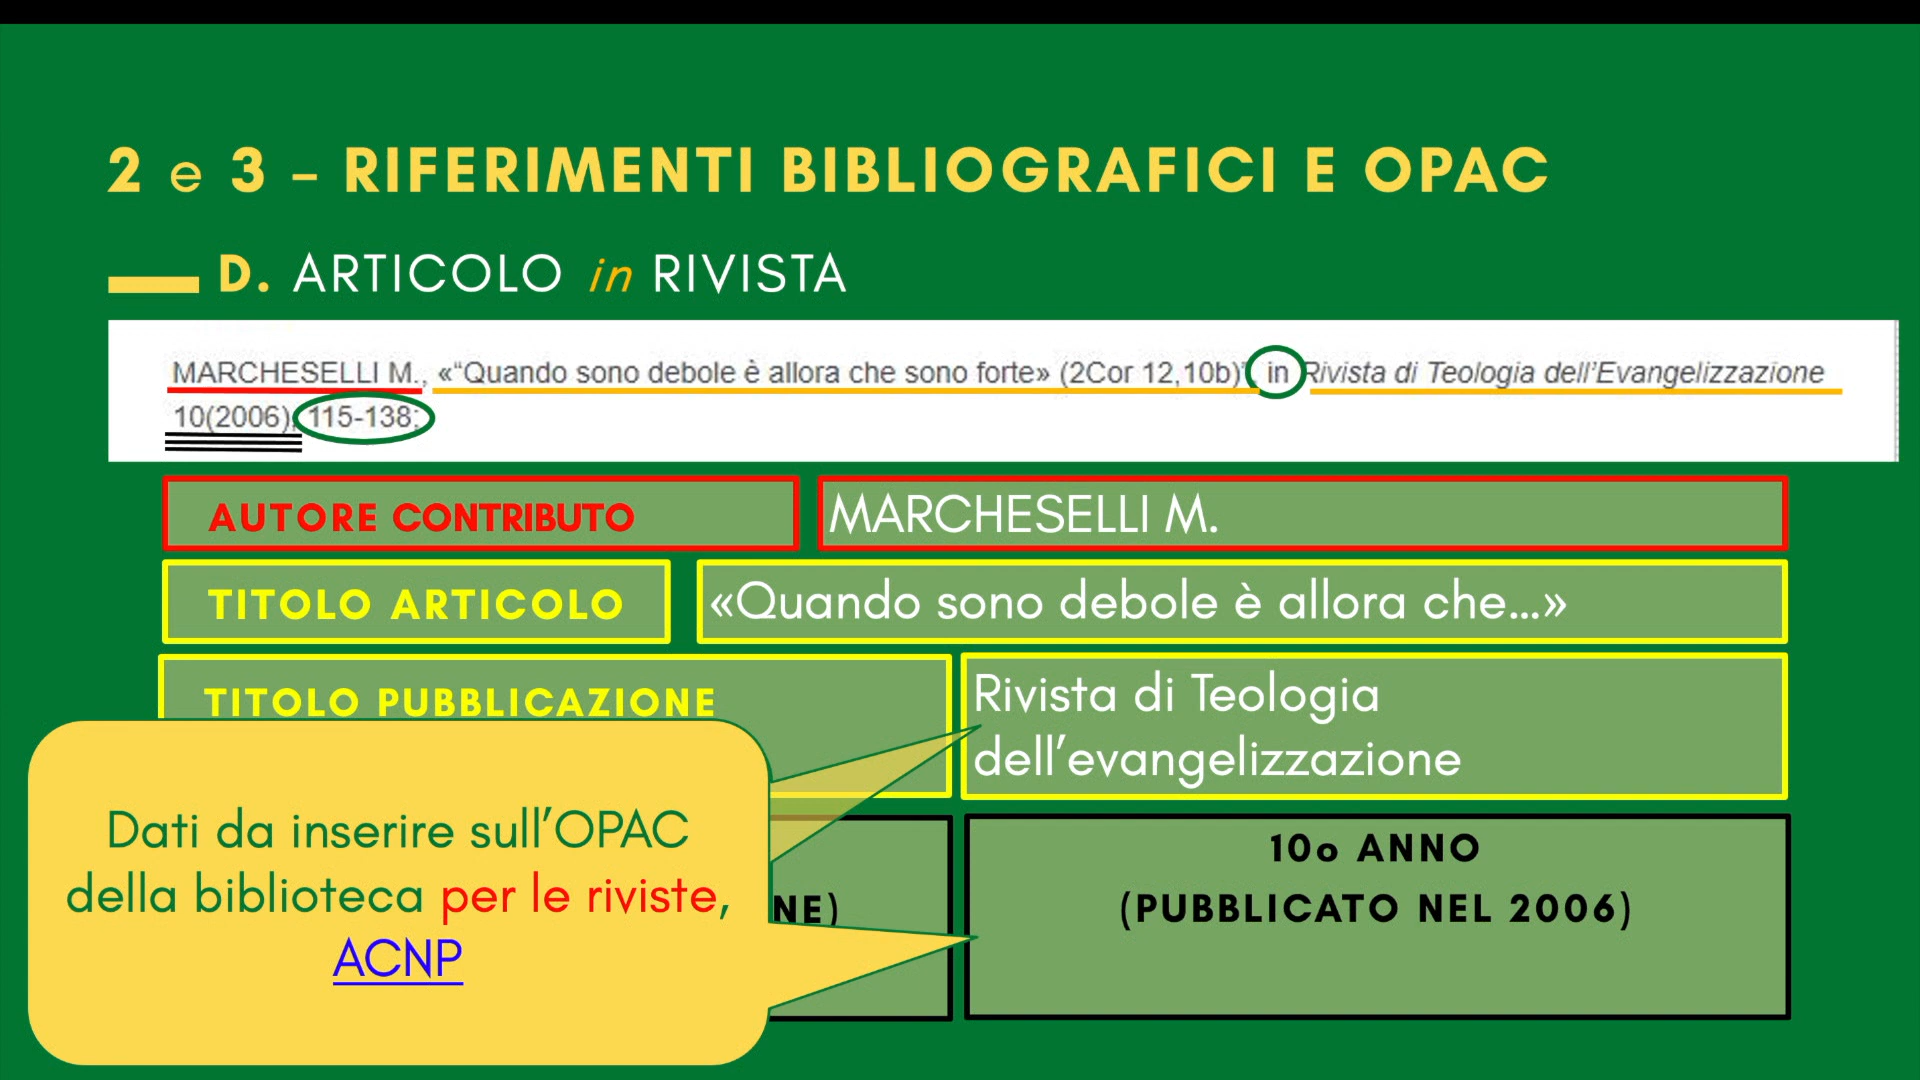 2 e 3 – RIFERIMENTI BIBLIOGRAFICI E OPAC
D. ARTICOLO in RIVISTA
MARCHESELLI M., «“Quando sono debole è allora che sono forte» (2Cor 12,10b)”, in Rivista di Teologia dell’Evangelizzazione
10(2006), 115-138;
AUTORE CONTRIBUTO
MARCHESELLI M.
TITOLO ARTICOLO
«Quando sono debole è allora che...»
TITOLO PUBBLICAZIONE
Rivista di Teologia
dell’evangelizzazione
NE)
10o ANNO
(PUBBLICATO NEL 2006)
Dati da inserire sull’OPAC
della biblioteca per le riviste,
ACNP